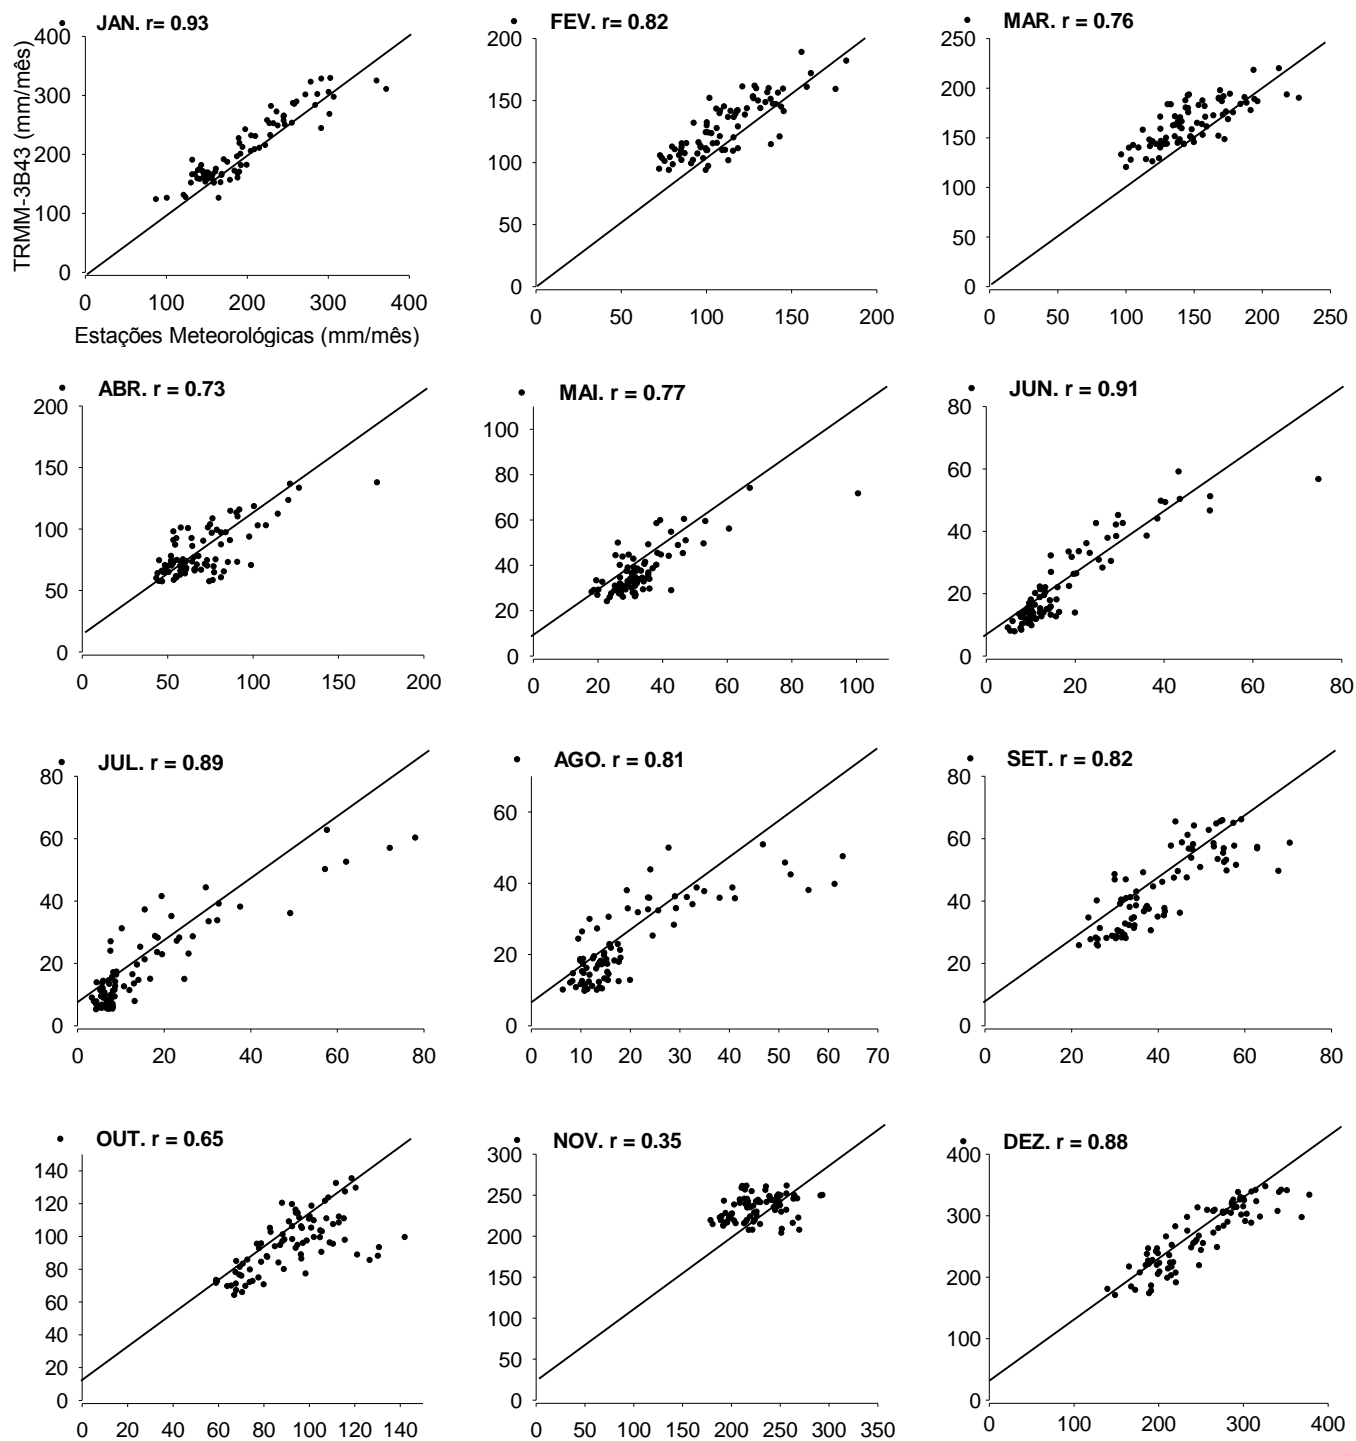 JAN. r= 0.93
FEV. r= 0.82
MAR. r = 0.76
TRMM-3B43 (mm/mês)
400
300
200
100
0
0 100 200 300 400
Estações Meteorológicas (mm/mês)
200
150
100
50
0
0 50 100 150 200
250
200
150
100
50
0
0 50 100 150 200 250
ABR. r = 0.73
MAI. r = 0.77
JUN. r = 0.91
200
150
100
50
0
0 50 100 150 200
100
80
60
40
20
0
0 20 40 60 80 100
80
60
40
20
0
0 20 40 60 80
JUL. r = 0.89
AGO. r = 0.81
SET. r = 0.82
80
60
40
20
0
0 20 40 60 80
60
40
20
0
0 10 20 30 40 50 60 70
80
60
40
20
0
0 20 40 60 80
OUT. r = 0.65
NOV. r = 0.35
DEZ. r = 0.88
140
120
100
80
60
40
20
0
0 20 40 60 80 100 120 140
300
250
200
150
100
50
0
0 50 100 150 200 250 300 350
400
300
200
100
0
0 100 200 300 400